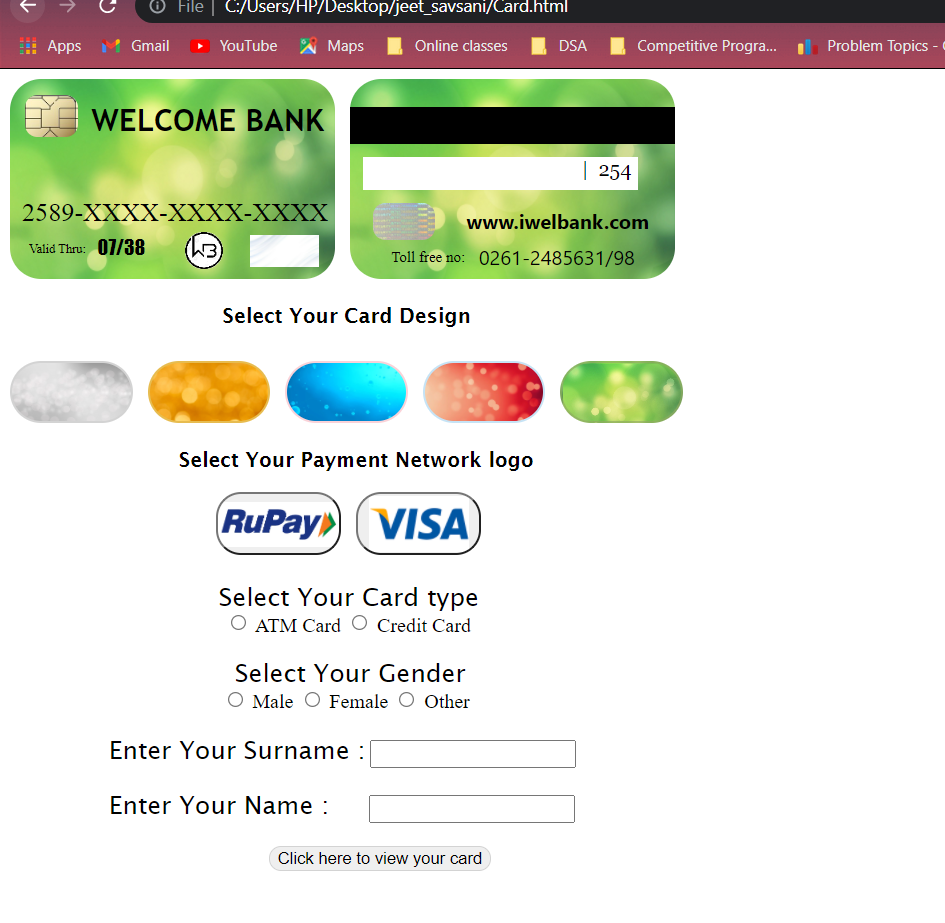 File | C:/Users/HP/Desktop/jeet_savsani/Card.html
Apps Gmail YouTube Maps Online classes DSA Competitive Progra... Problem Topics -
WELCOME BANK
2589-XXXX-XXXX-XXXX
Valid Thru: 07/38
254
www.iwelbank.com
Toll free no: 0261-2485631/98
Select Your Card Design
Select Your Payment Network logo
RuPay VISA
Select Your Card type
ATM Card Credit Card
Select Your Gender
Male Female Other
Enter Your Surname :
Enter Your Name :
Click here to view your card